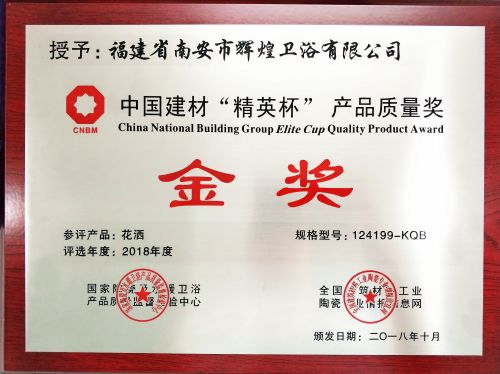 授予：福建省南安市辉煌卫浴有限公司
CNBM
中国建材“精英杯” 产品质量奖
China National Building Group Elite Cup Quality Product Award
金奖
参评产品：花洒
规格型号：124199-KQB
评选年度：2018年度
国家陶瓷及水暖卫浴
产品质量监督检验中心
全国建筑材料工业
陶瓷专业情报信息网
颁发日期：二〇一八年十月